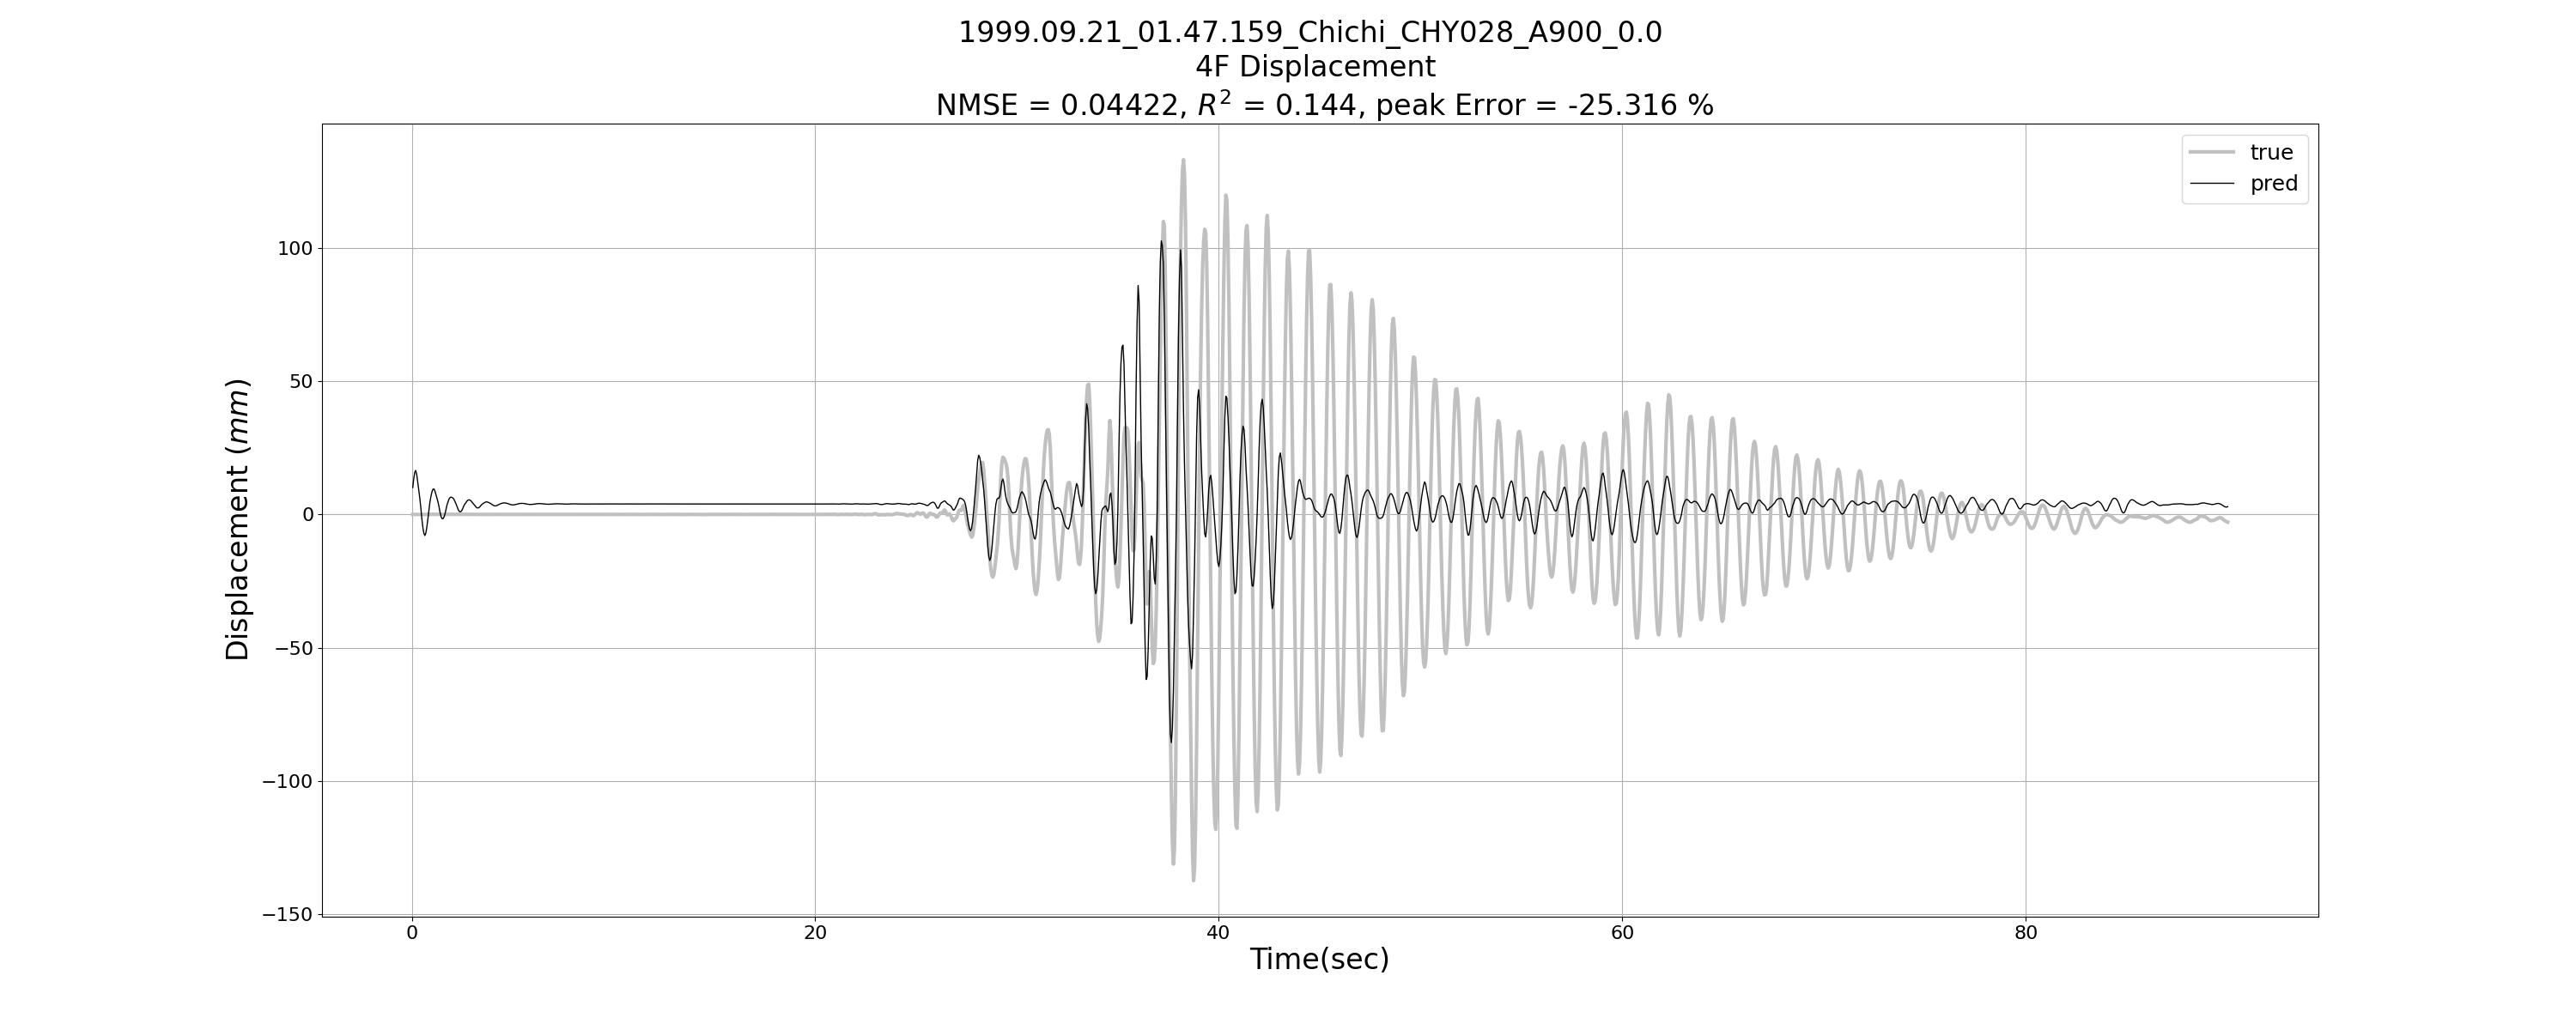 1999.09.21_01.47.159_Chichi_CHY028_A900_0.0
4F Displacement
NMSE = 0.04422, R² = 0.144, peak Error = -25.316 %
true
pred
Displacement (mm)
100
50
0
−50
−100
−150
0
20
40
60
80
Time(sec)